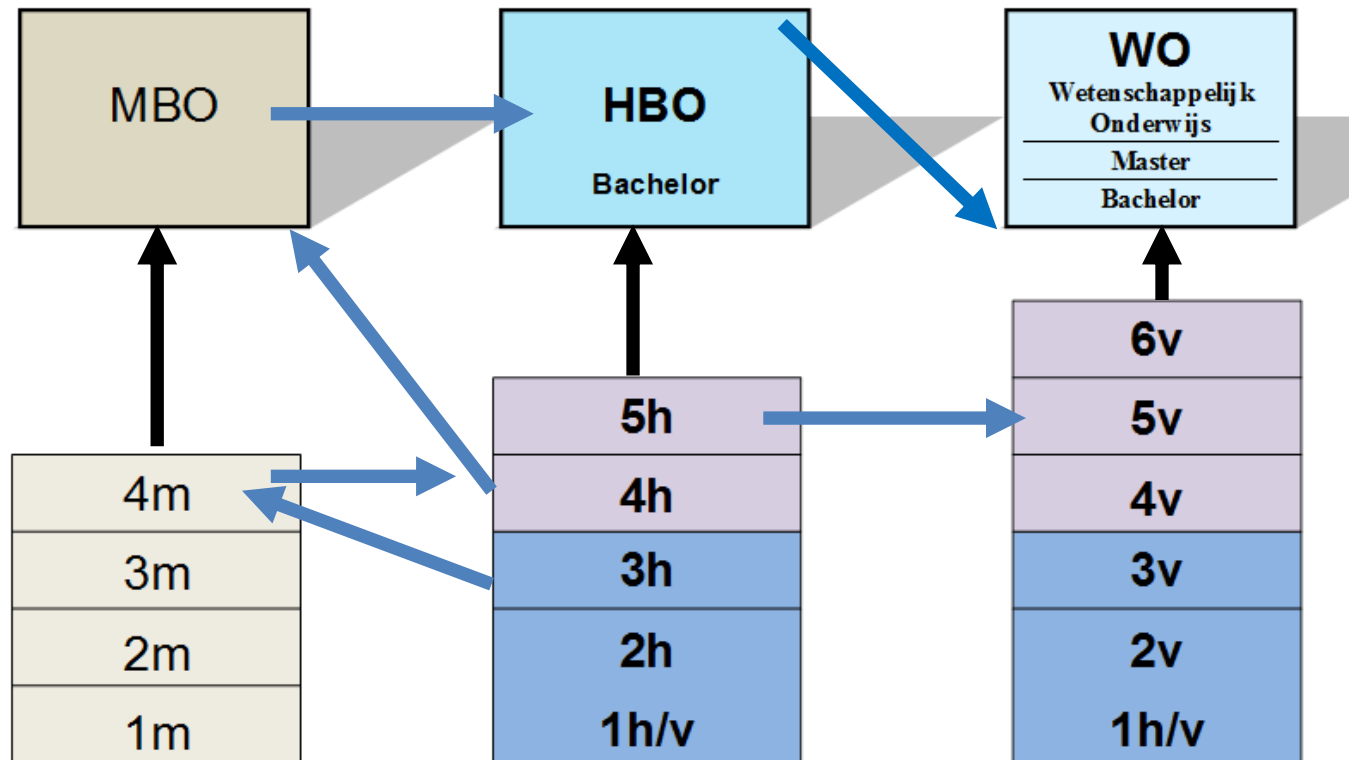 MBO
HBO
Bachelor
WO
Wetenschappelijk
Onderwijs
Master
Bachelor
4m
3m
2m
1m
5h
4h
3h
2h
1h/v
6v
5v
4v
3v
2v
1h/v